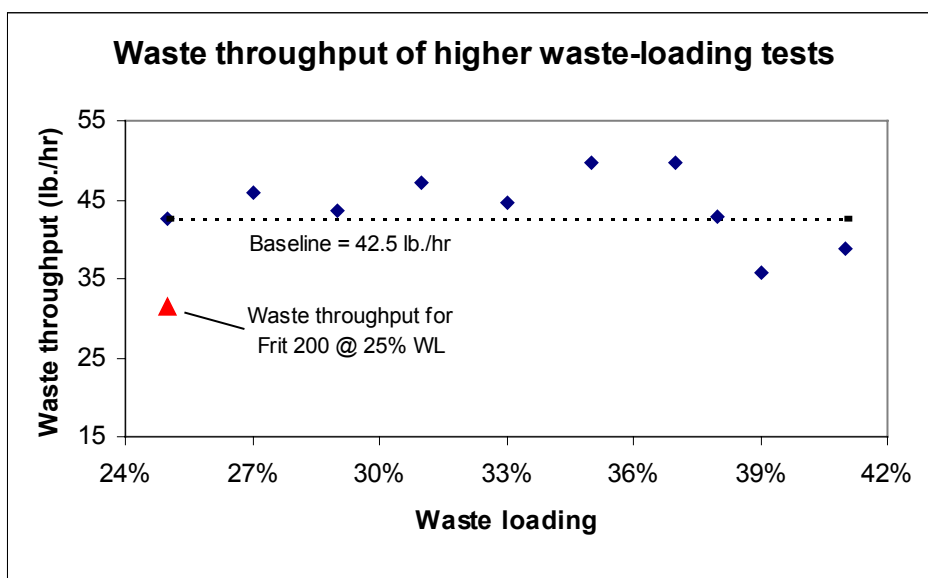 Waste throughput of higher waste-loading tests
Waste throughput (lb./hr)
55
45
35
25
15
Baseline = 42.5 lb./hr
Waste throughput for
Frit 200 @ 25% WL
24%
27%
30%
33%
36%
39%
42%
Waste loading